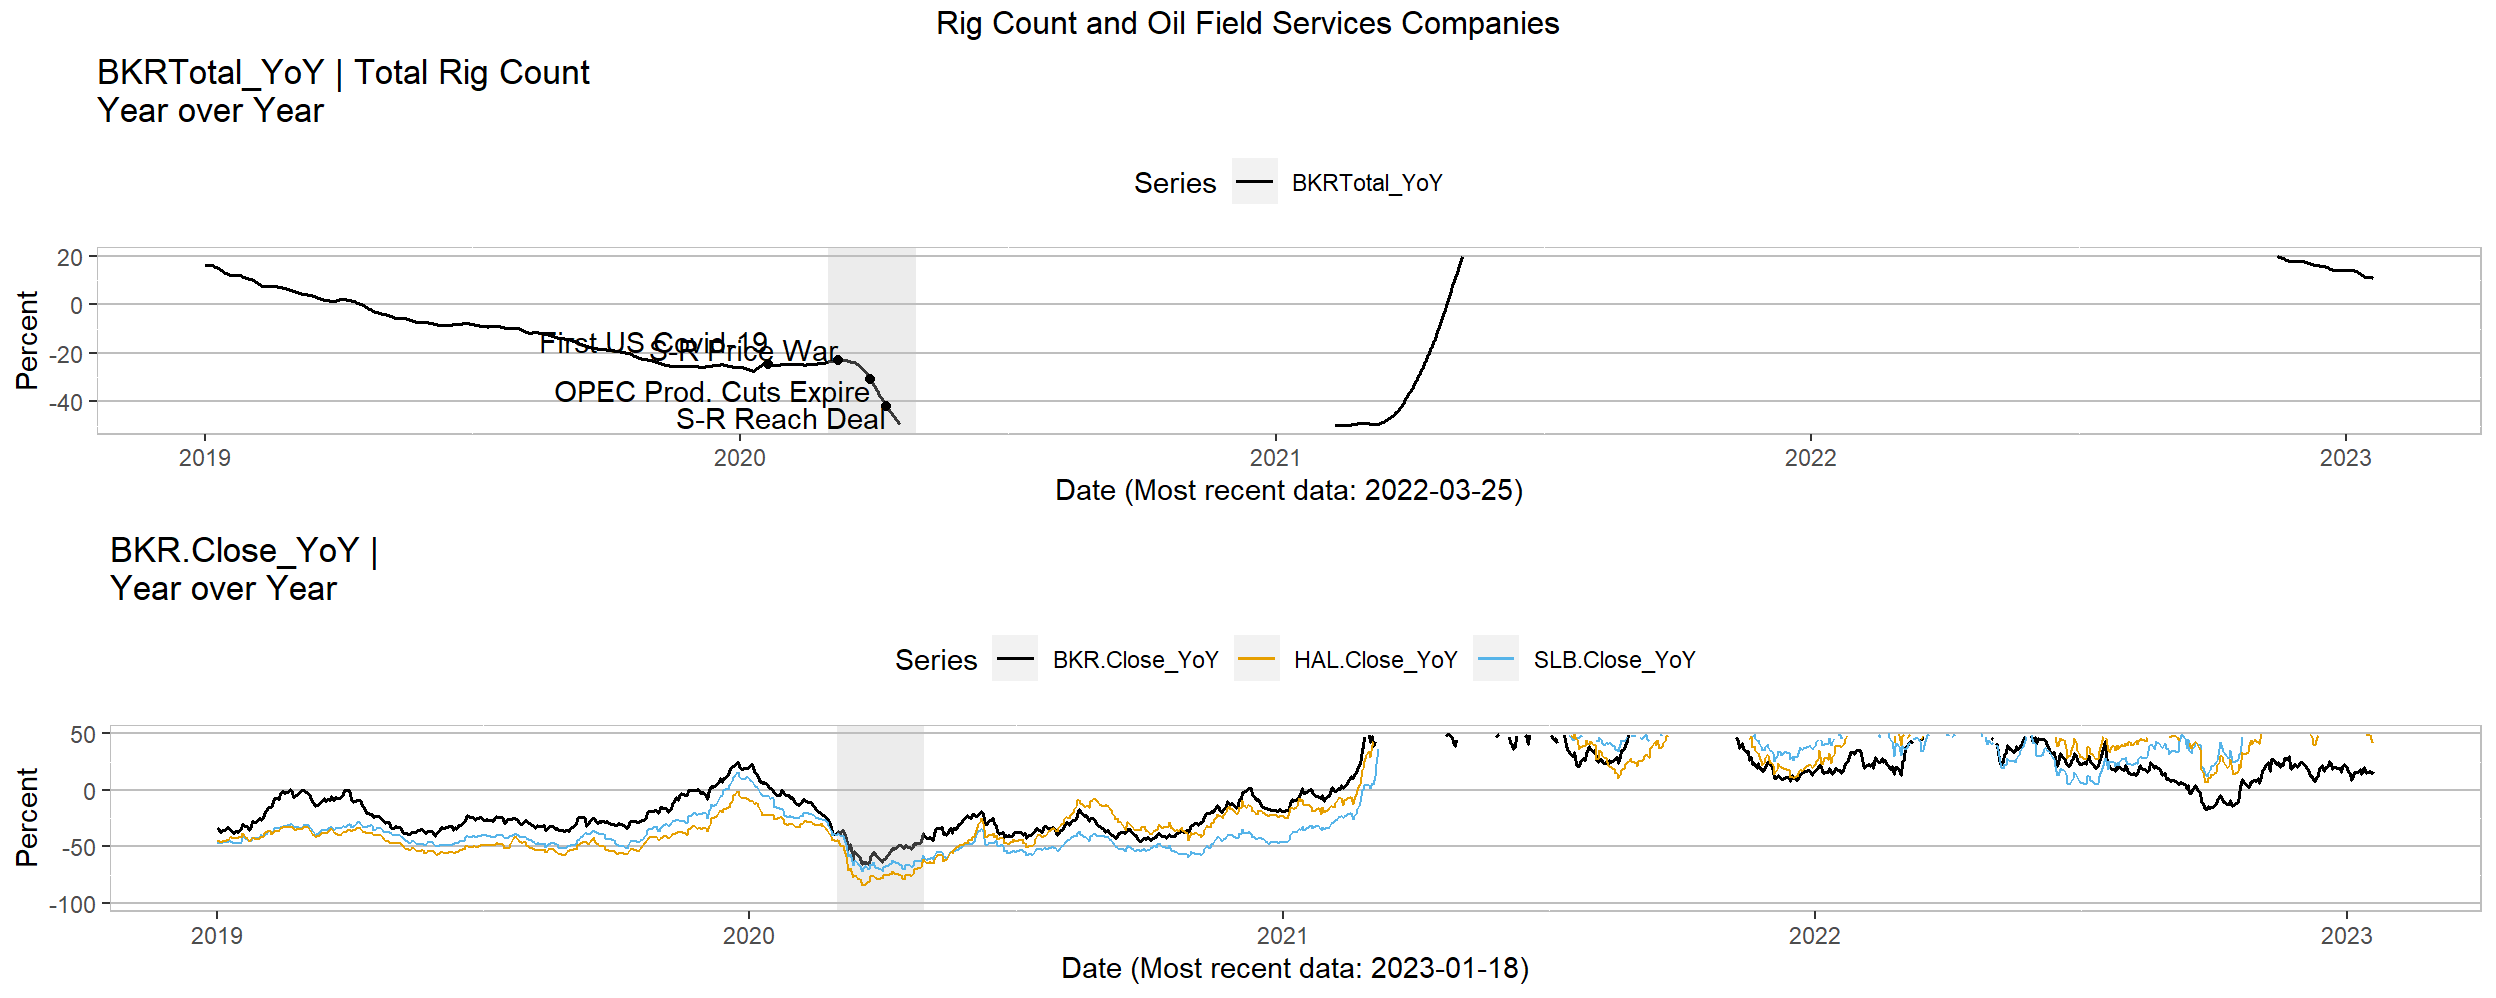 Rig Count and Oil Field Services Companies
BKRTotal_YoY | Total Rig Count
Year over Year
Series BKRTotal_YoY
Percent
20
0
-20
-40
First US Covid-19
S-R Price War
OPEC Prod. Cuts Expire
S-R Reach Deal
2019 2020 2021 2022 2023
Date (Most recent data: 2022-03-25)
BKR.Close_YoY |
Year over Year
Series BKR.Close_YoY HAL.Close_YoY SLB.Close_YoY
Percent
50
0
-50
-100
2019 2020 2021 2022 2023
Date (Most recent data: 2023-01-18)